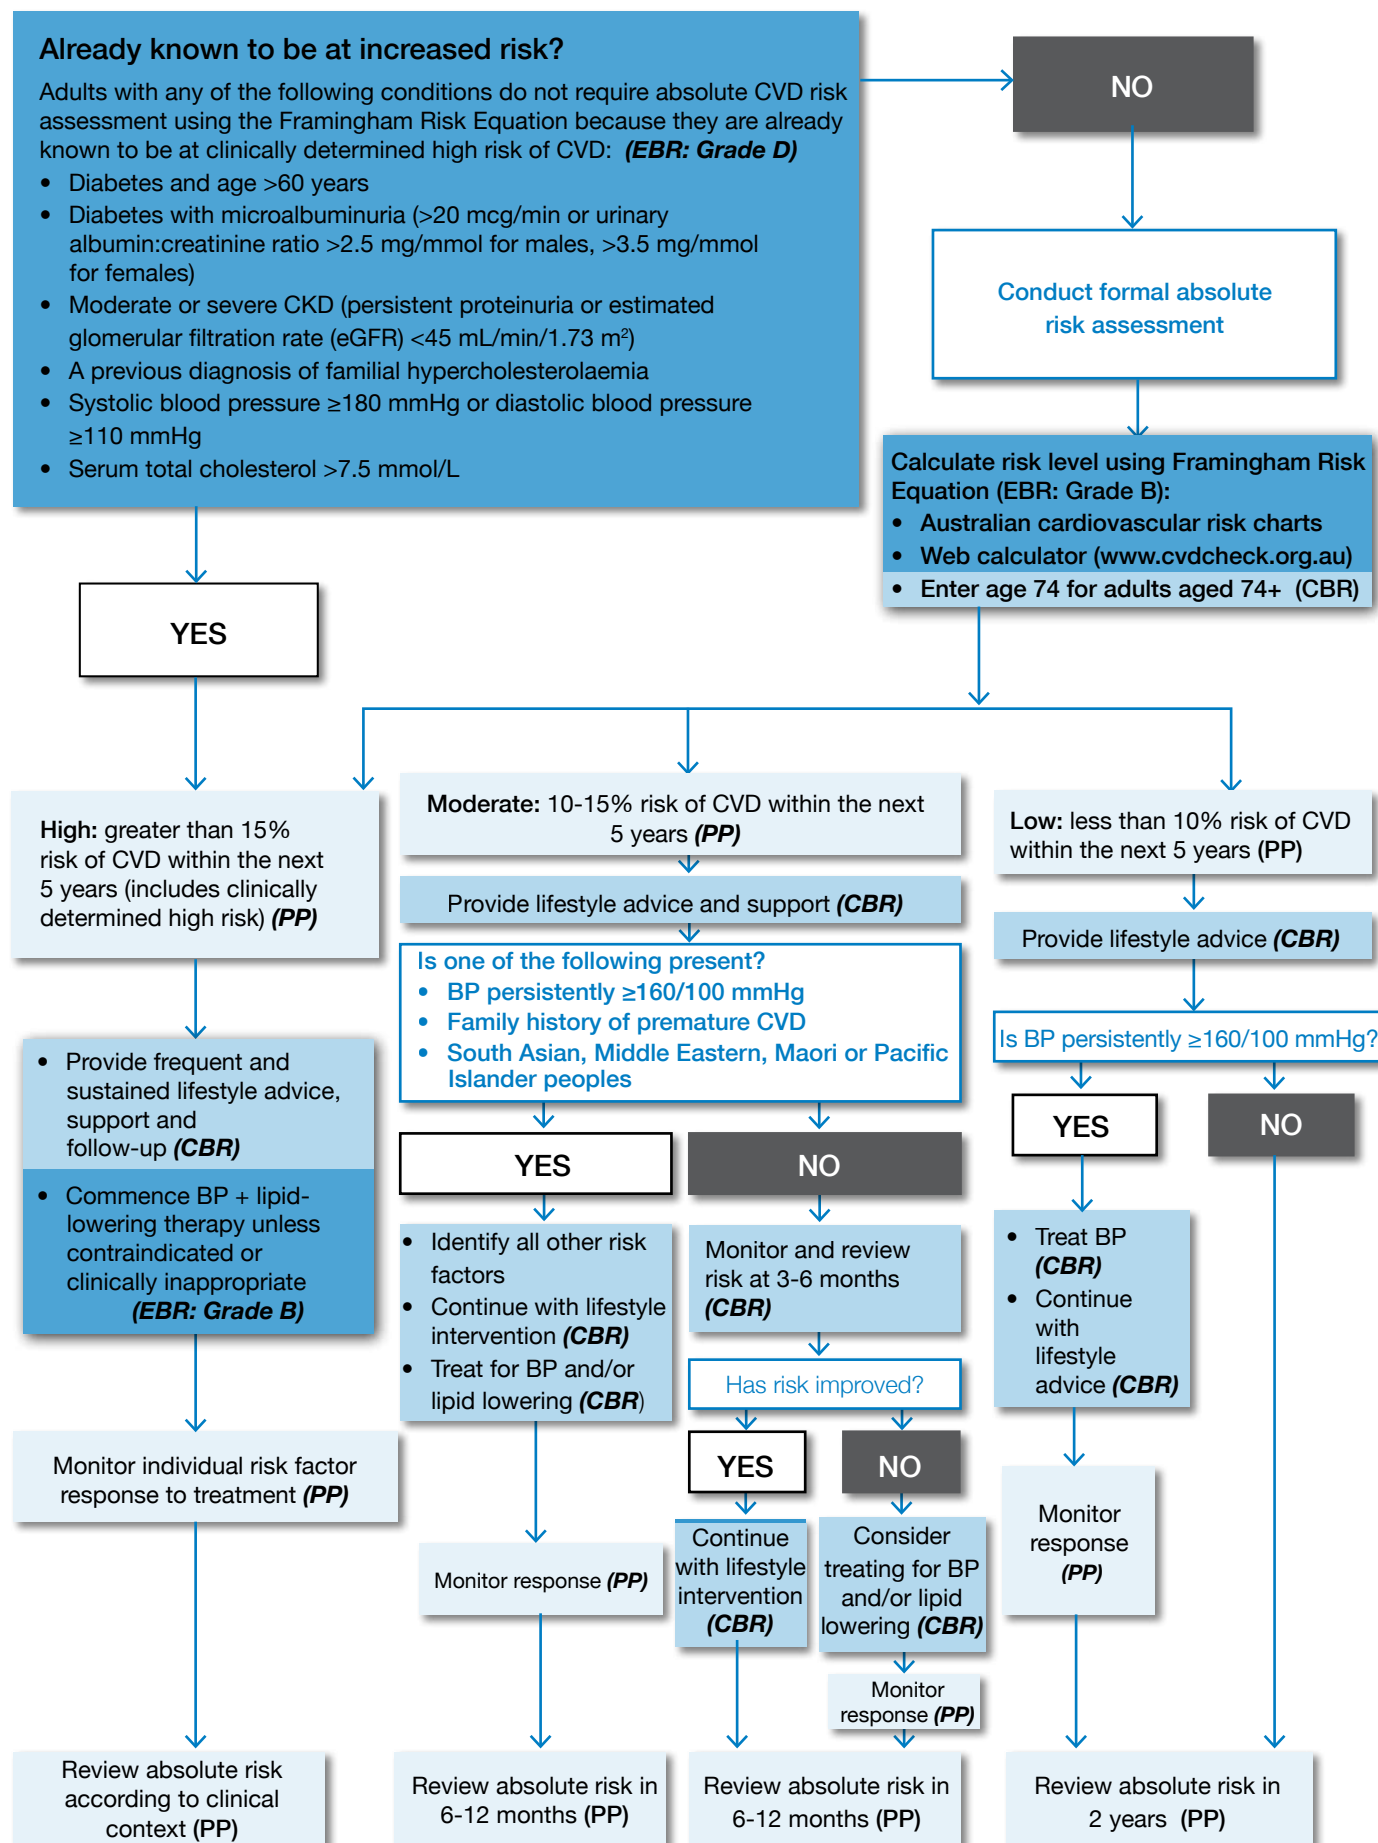 Already known to be at increased risk?
Adults with any of the following conditions do not require absolute CVD risk
assessment using the Framingham Risk Equation because they are already
known to be at clinically determined high risk of CVD: (EBR: Grade D)
• Diabetes and age >60 years
• Diabetes with microalbuminuria (>20 mcg/min or urinary
albumin:creatinine ratio >2.5 mg/mmol for males, >3.5 mg/mmol
for females)
• Moderate or severe CKD (persistent proteinuria or estimated
glomerular filtration rate (eGFR) <45 mL/min/1.73 m²)
• A previous diagnosis of familial hypercholesterolaemia
• Systolic blood pressure ≥180 mmHg or diastolic blood pressure
≥110 mmHg
• Serum total cholesterol >7.5 mmol/L
NO
Conduct formal absolute
risk assessment
Calculate risk level using Framingham Risk
Equation (EBR: Grade B):
• Australian cardiovascular risk charts
• Web calculator (www.cvdcheck.org.au)
• Enter age 74 for adults aged 74+ (CBR)
YES
High: greater than 15%
risk of CVD within the next
5 years (includes clinically
determined high risk) (PP)
• Provide frequent and
sustained lifestyle advice,
support and
follow-up (CBR)
• Commence BP + lipid-
lowering therapy unless
contraindicated or
clinically inappropriate
(EBR: Grade B)
Monitor individual risk factor
response to treatment (PP)
Review absolute risk
according to clinical
context (PP)
Moderate: 10-15% risk of CVD within the next
5 years (PP)
Provide lifestyle advice and support (CBR)
Is one of the following present?
• BP persistently ≥160/100 mmHg
• Family history of premature CVD
• South Asian, Middle Eastern, Maori or Pacific
Islander peoples
YES
• Identify all other risk
factors
• Continue with lifestyle
intervention (CBR)
• Treat for BP and/or
lipid lowering (CBR)
Monitor response (PP)
Review absolute risk in
6-12 months (PP)
NO
Monitor and review
risk at 3-6 months
(CBR)
Has risk improved?
YES
Continue
with lifestyle
intervention
(CBR)
NO
Consider
treating for BP
and/or lipid
lowering (CBR)
Monitor
response (PP)
Review absolute risk in
6-12 months (PP)
Low: less than 10% risk of CVD
within the next 5 years (PP)
Provide lifestyle advice (CBR)
Is BP persistently ≥160/100 mmHg?
YES
• Treat BP
(CBR)
• Continue
with
lifestyle
advice (CBR)
Monitor
response
(PP)
NO
Review absolute risk in
2 years (PP)